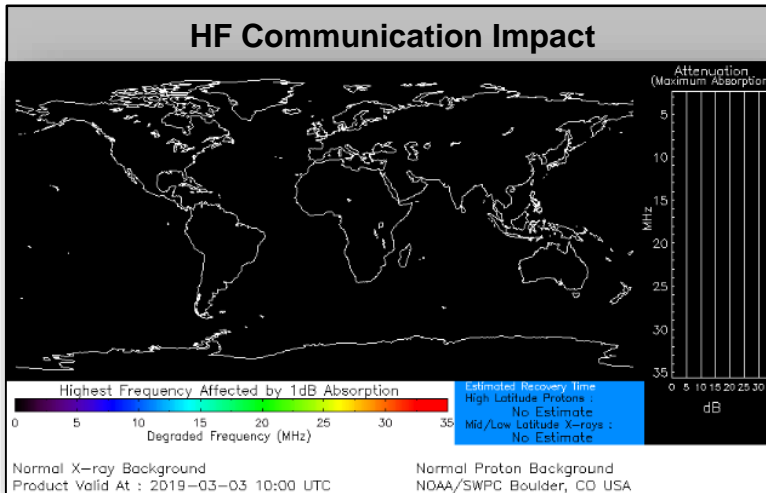 HF Communication Impact
Attenuation
(Maximum Absorption)
5
10
15
20
25
30
35
MHz
0 5 10 15 20 25 30
dB
Highest Frequency Affected by 1dB Absorption
0 5 10 15 20 25 30 35
Degraded Frequency (MHz)
Estimated Recovery Time
High Latitude Protons :
No Estimate
Mid/Low Latitude X-rays :
No Estimate
Normal X-ray Background
Product Valid At : 2019-03-03 10:00 UTC
Normal Proton Background
NOAA/SWPC Boulder, CO USA